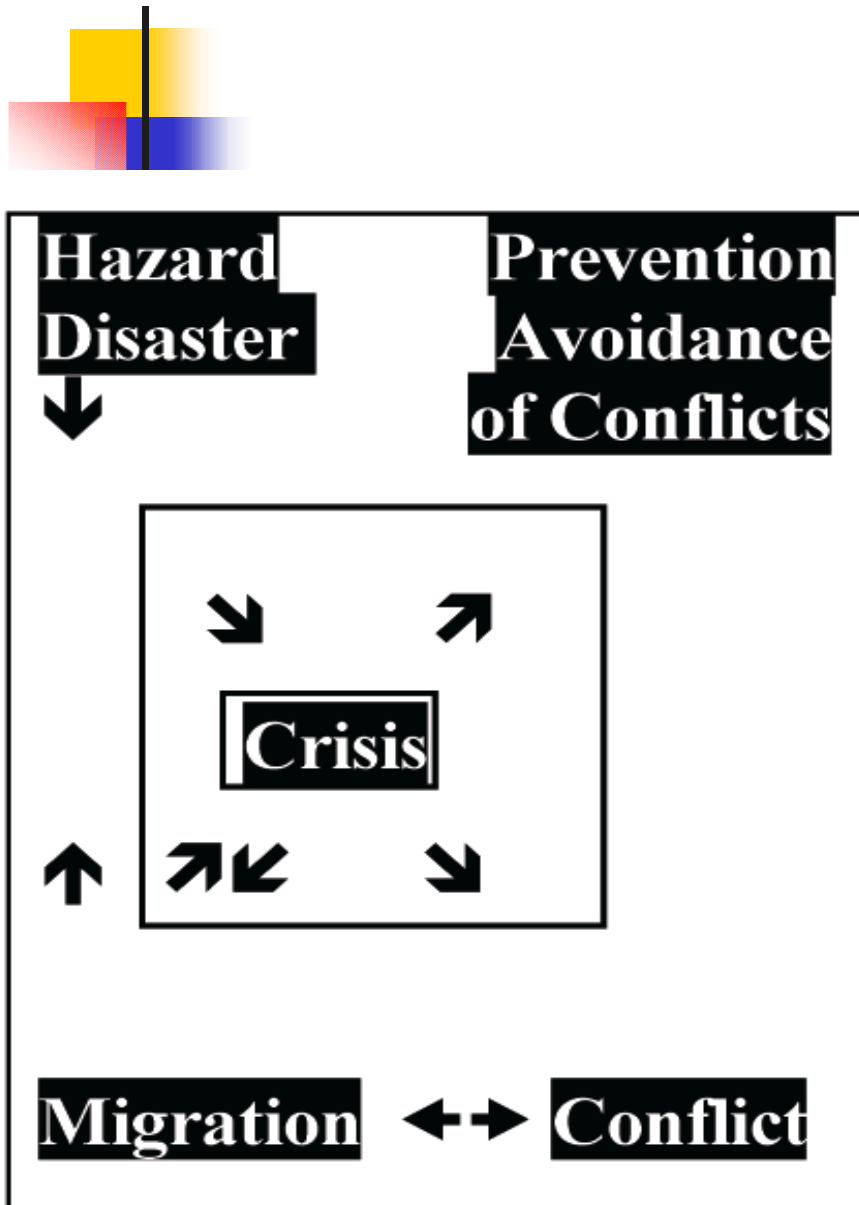 Hazard
Disaster
Prevention
Avoidance
of Conflicts
Crisis
Migration
Conflict